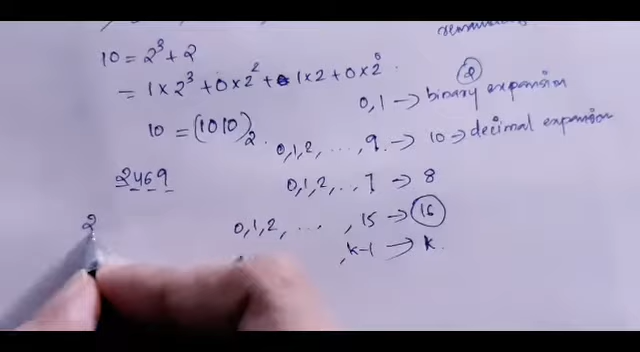 10 = 2³ + 2
= 1 × 2³ + 0 × 2² + 1 × 2 + 0 × 2⁰
2
0, 1 → binary expansion
10 = (1010)₂
0, 1, 2, ..., 9 → 10 → decimal expansion
2469
0, 1, 2, .., 7 → 8
2
0, 1, 2, ...., 15 → 16
, k-1 → k.